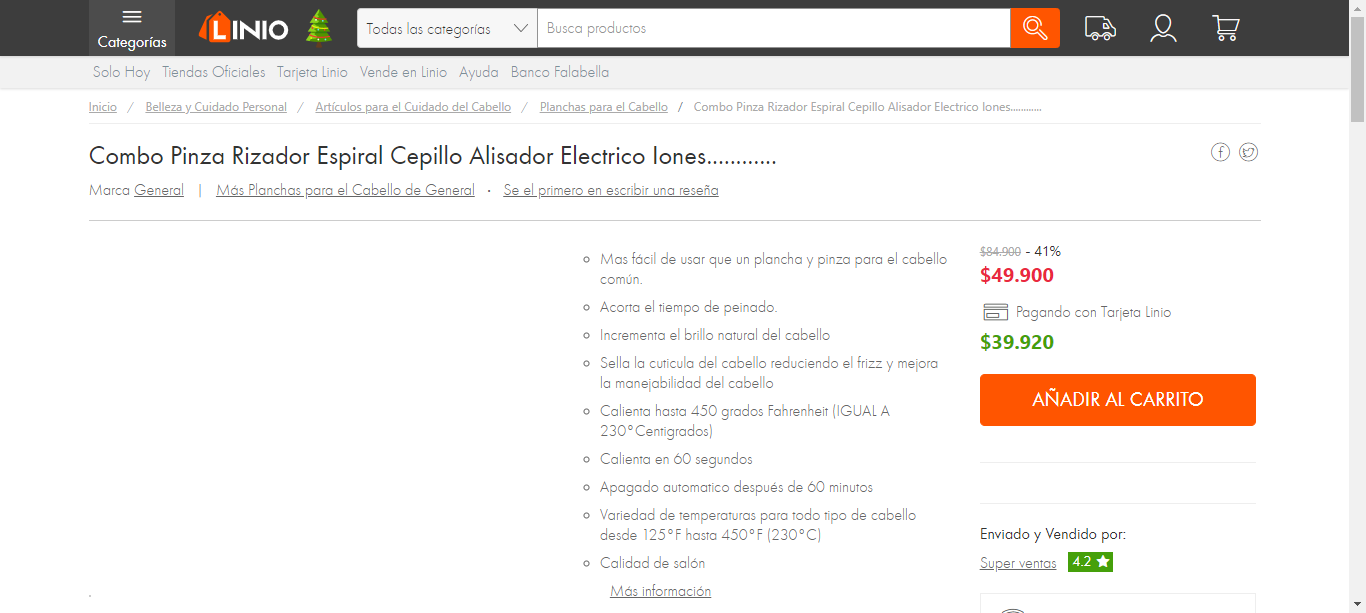 Categorías
LINIO
Todas las categorías
Busca productos
Solo Hoy Tiendas Oficiales Tarjeta Linio Vende en Linio Ayuda Banco Falabella
Inicio / Belleza y Cuidado Personal / Artículos para el Cuidado del Cabello / Planchas para el Cabello / Combo Pinza Rizador Espiral Cepillo Alisador Electrico Iones............
Combo Pinza Rizador Espiral Cepillo Alisador Electrico Iones............
Marca General | Más Planchas para el Cabello de General · Se el primero en escribir una reseña
Mas fácil de usar que un plancha y pinza para el cabello
común.
Acorta el tiempo de peinado.
Incrementa el brillo natural del cabello
Sella la cuticula del cabello reduciendo el frizz y mejora
la manejabilidad del cabello
Calienta hasta 450 grados Fahrenheit (IGUAL A
230°Centigrados)
Calienta en 60 segundos
Apagado automatico después de 60 minutos
Variedad de temperaturas para todo tipo de cabello
desde 125°F hasta 450°F (230°C)
Calidad de salón
Más información
$84.900 - 41%
$49.900
Pagando con Tarjeta Linio
$39.920
AÑADIR AL CARRITO
Enviado y Vendido por:
Super ventas 4.2